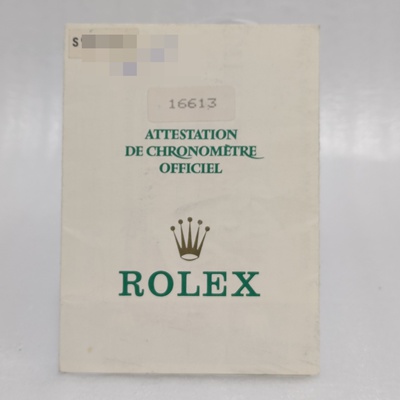 S
16613
ATTESTATION
DE CHRONOMÈTRE
OFFICIEL
ROLEX